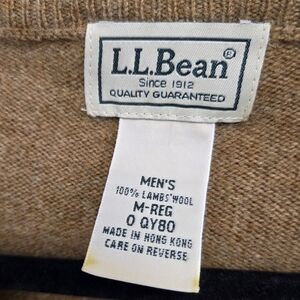 L.L.Bean®
Since 1912
QUALITY GUARANTEED
MEN'S
100% LAMBS'WOOL
M-REG
0 QY80
MADE IN HONG KONG
CARE ON REVERSE